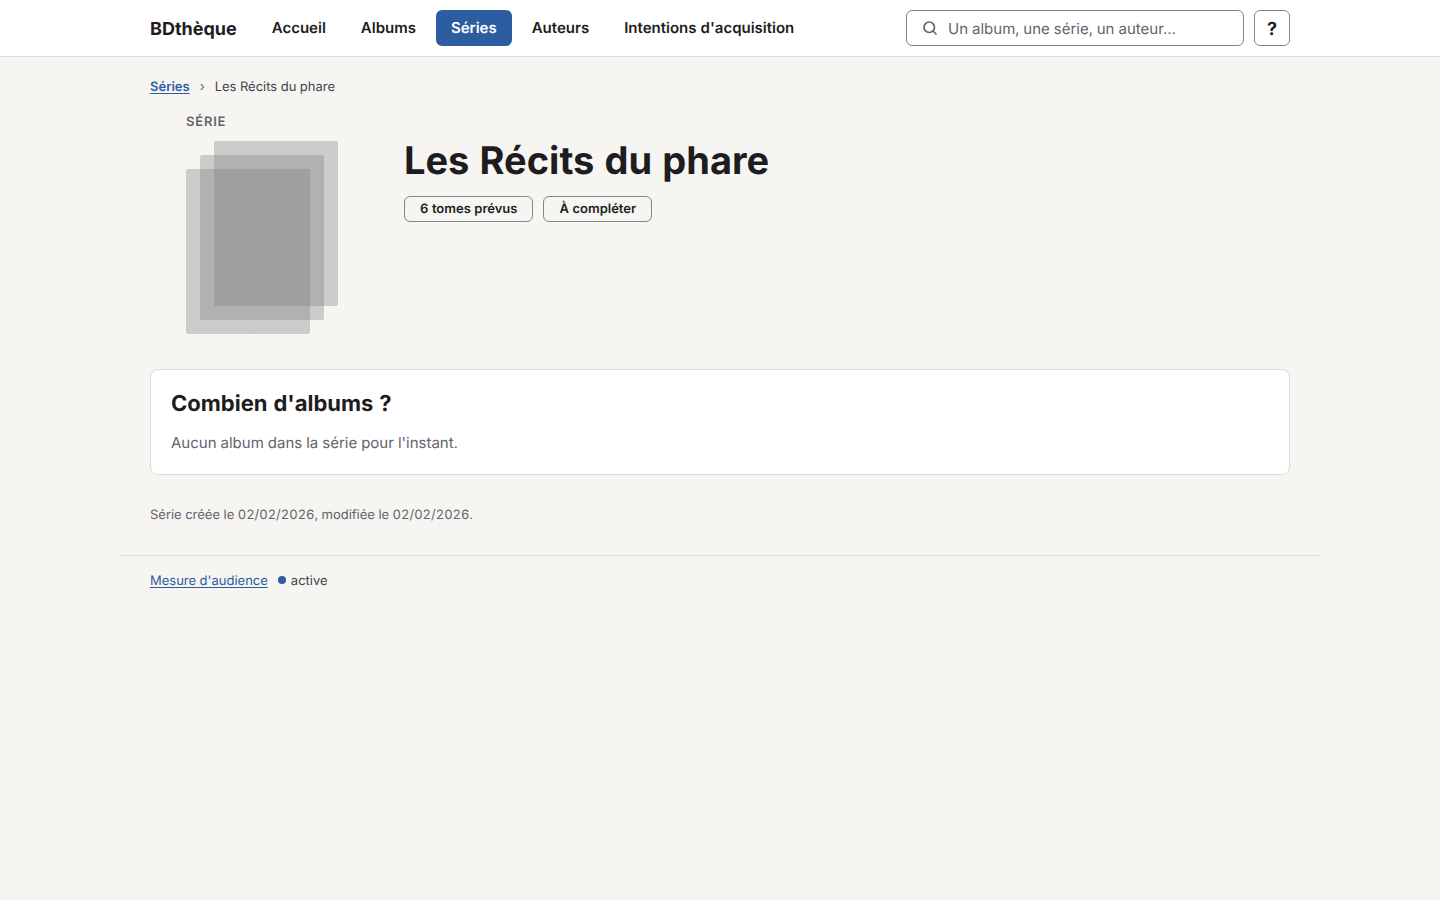 BDthèque Accueil Albums Séries Auteurs Intentions d'acquisition Un album, une série, un auteur... ?
Séries › Les Récits du phare
SÉRIE
Les Récits du phare
6 tomes prévus À compléter
Combien d'albums ?
Aucun album dans la série pour l'instant.
Série créée le 02/02/2026, modifiée le 02/02/2026.
Mesure d'audience active